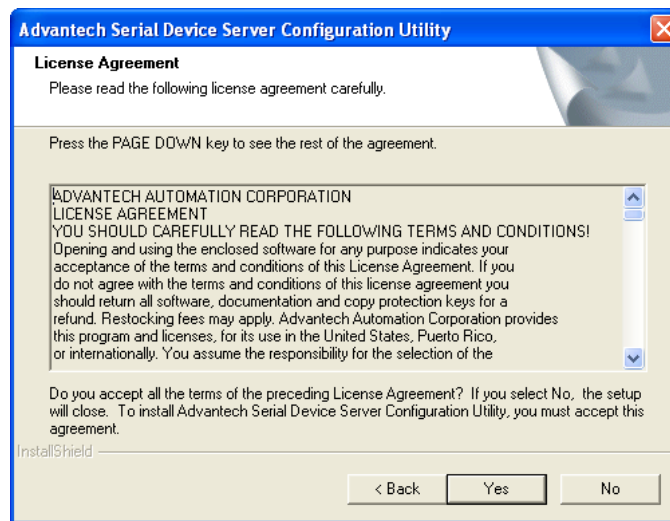 Advantech Serial Device Server Configuration Utility
License Agreement
Please read the following license agreement carefully.
Press the PAGE DOWN key to see the rest of the agreement.
ADVANTECH AUTOMATION CORPORATION
LICENSE AGREEMENT
YOU SHOULD CAREFULLY READ THE FOLLOWING TERMS AND CONDITIONS!
Opening and using the enclosed software for any purpose indicates your
acceptance of the terms and conditions of this License Agreement. If you
do not agree with the terms and conditions of this license agreement you
should return all software, documentation and copy protection keys for a
refund. Restocking fees may apply. Advantech Automation Corporation provides
this program and licenses, for its use in the United States, Puerto Rico,
or internationally. You assume the responsibility for the selection of the
Do you accept all the terms of the preceding License Agreement? If you select No, the setup
will close. To install Advantech Serial Device Server Configuration Utility, you must accept this
agreement.
InstallShield
< Back
Yes
No